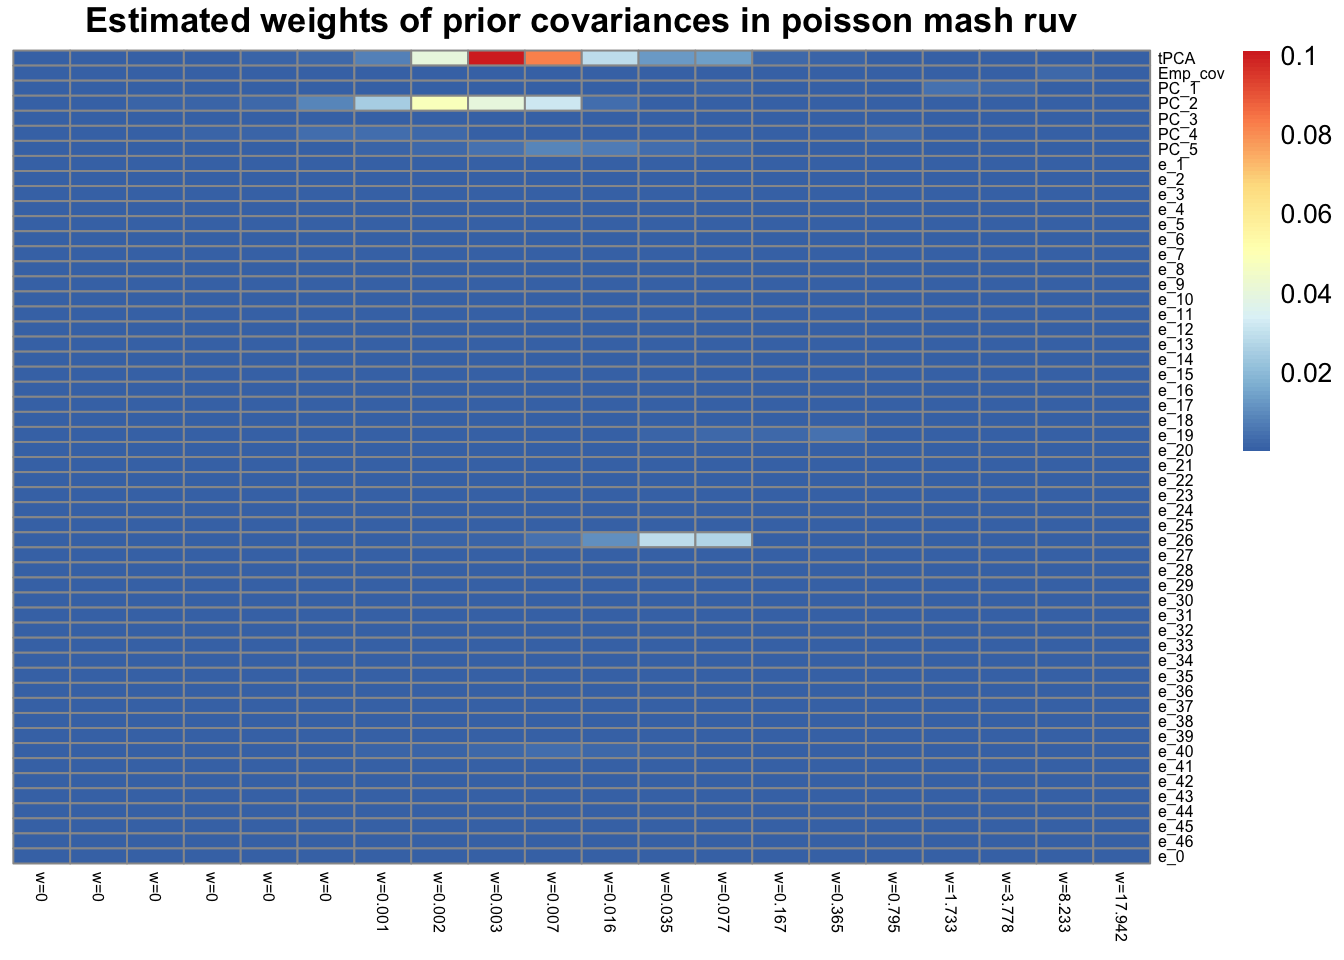 Estimated weights of prior covariances in poisson mash ruv
tPCA
Emp_cov
PC_1
PC_2
PC_3
PC_4
PC_5
e_1
e_2
e_3
e_4
e_5
e_6
e_7
e_8
e_9
e_10
e_11
e_12
e_13
e_14
e_15
e_16
e_17
e_18
e_19
e_20
e_21
e_22
e_23
e_24
e_25
e_26
e_27
e_28
e_29
e_30
e_31
e_32
e_33
e_34
e_35
e_36
e_37
e_38
e_39
e_40
e_41
e_42
e_43
e_44
e_45
e_46
e_0
0.1
0.08
0.06
0.04
0.02
w=0
w=0
w=0
w=0
w=0
w=0
w=0.001
w=0.002
w=0.003
w=0.007
w=0.016
w=0.035
w=0.077
w=0.167
w=0.365
w=0.795
w=1.733
w=3.778
w=8.233
w=17.942